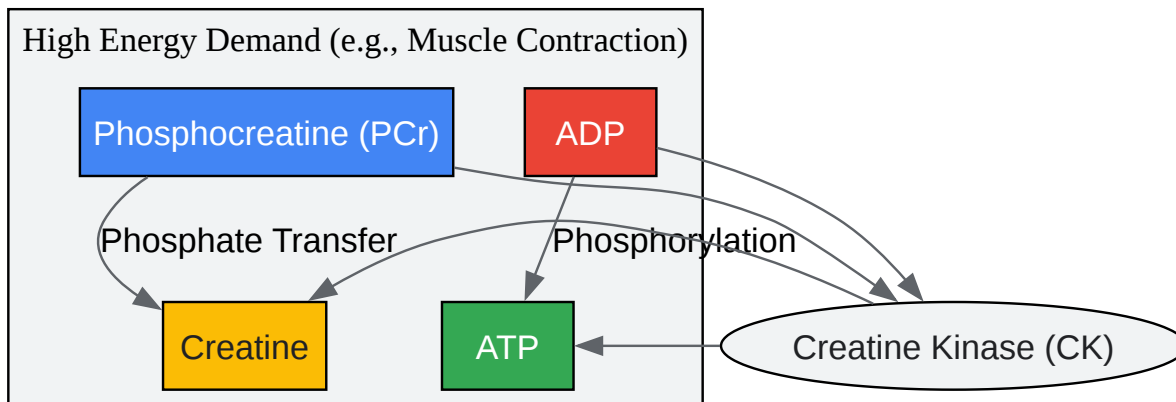 High Energy Demand (e.g., Muscle Contraction)
Phosphocreatine (PCr)
ADP
Phosphate Transfer
Phosphorylation
Creatine
ATP
Creatine Kinase (CK)